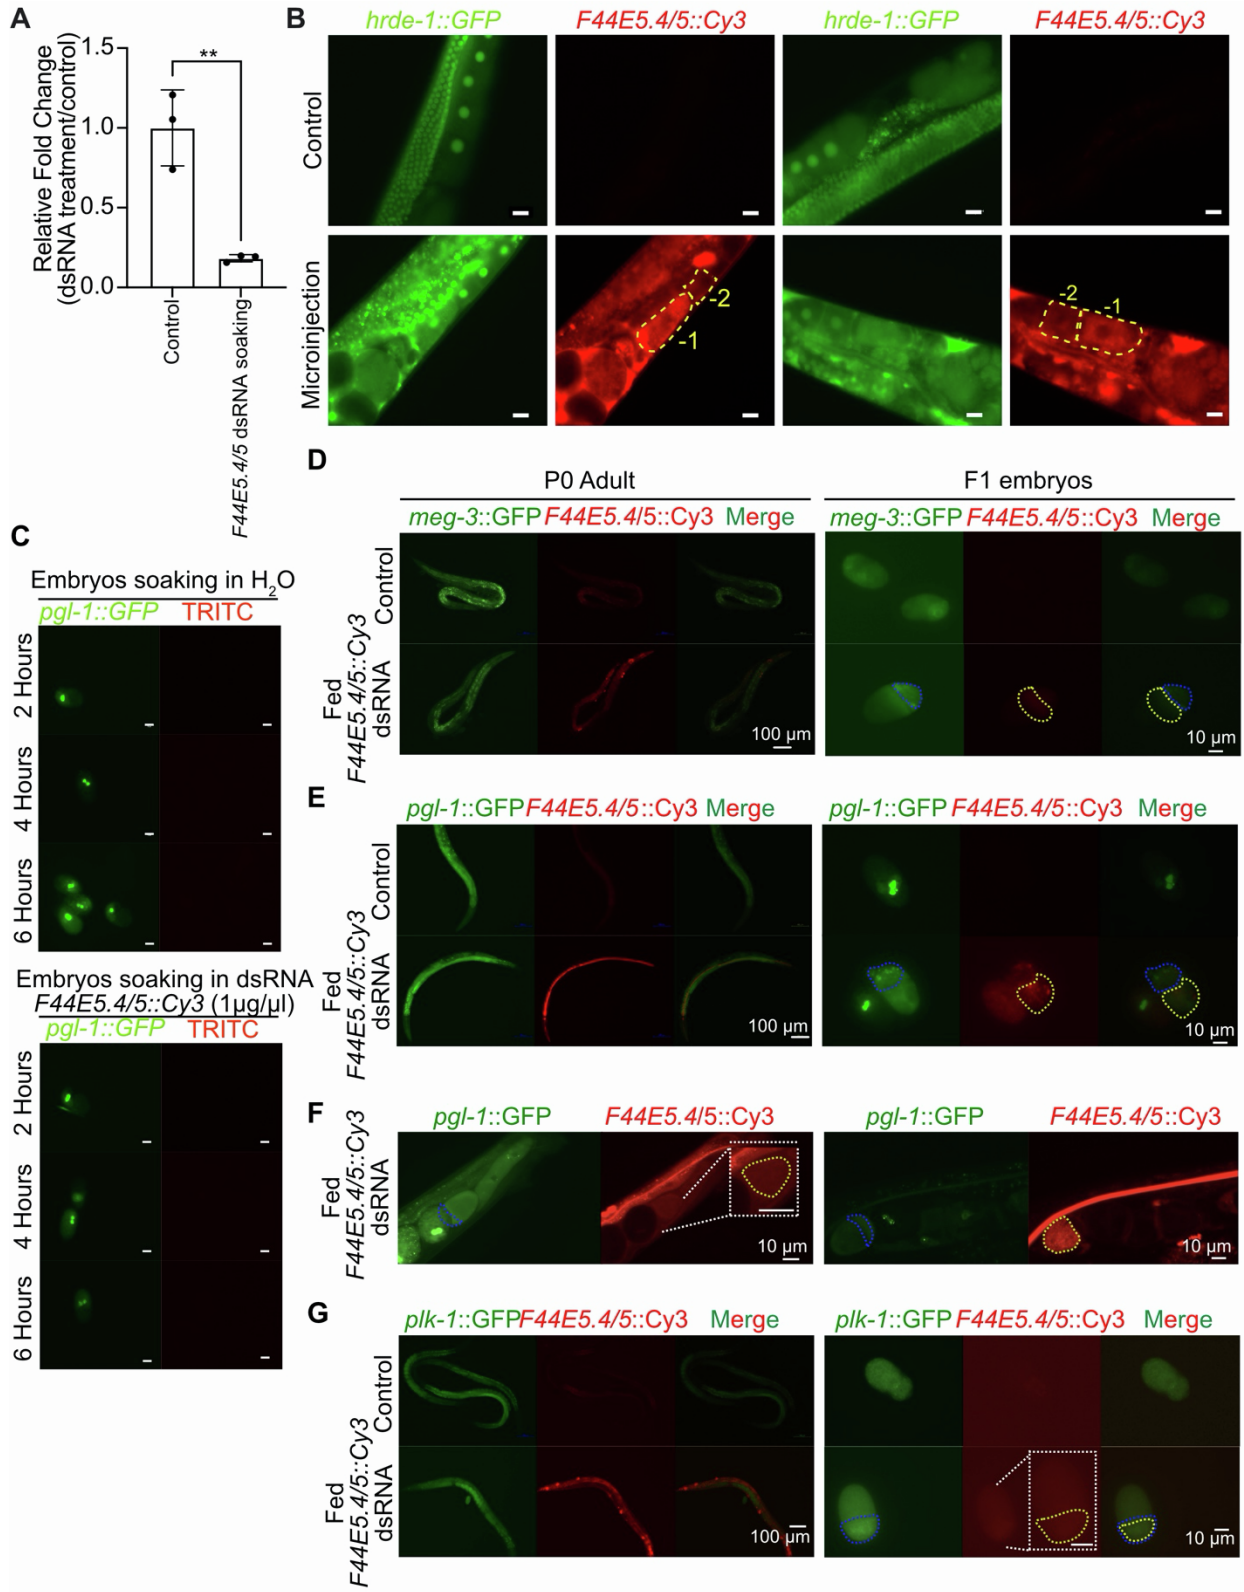 A
Relative Fold Change
(dsRNA treatment/control)
1.5
1.0
0.5
0.0
**
Control
F44E5.4/5 dsRNA soaking
B
hrde-1::GFP
F44E5.4/5::Cy3
hrde-1::GFP
F44E5.4/5::Cy3
Control
Microinjection
-2
-1
-2
-1
C
Embryos soaking in H2O
pgl-1::GFP
TRITC
2 Hours
4 Hours
6 Hours
Embryos soaking in dsRNA
F44E5.4/5::Cy3 (1µg/µl)
pgl-1::GFP
TRITC
2 Hours
4 Hours
6 Hours
D
P0 Adult
F1 embryos
meg-3::GFP
F44E5.4/5::Cy3
Merge
meg-3::GFP
F44E5.4/5::Cy3
Merge
Control
Fed
F44E5.4/5::Cy3
dsRNA
100 µm
10 µm
E
pgl-1::GFP
F44E5.4/5::Cy3
Merge
pgl-1::GFP
F44E5.4/5::Cy3
Merge
Control
Fed
F44E5.4/5::Cy3
dsRNA
100 µm
10 µm
F
pgl-1::GFP
F44E5.4/5::Cy3
pgl-1::GFP
F44E5.4/5::Cy3
Fed
F44E5.4/5::Cy3
dsRNA
10 µm
10 µm
G
plk-1::GFP
F44E5.4/5::Cy3
Merge
plk-1::GFP
F44E5.4/5::Cy3
Merge
Control
Fed
F44E5.4/5::Cy3
dsRNA
100 µm
10 µm